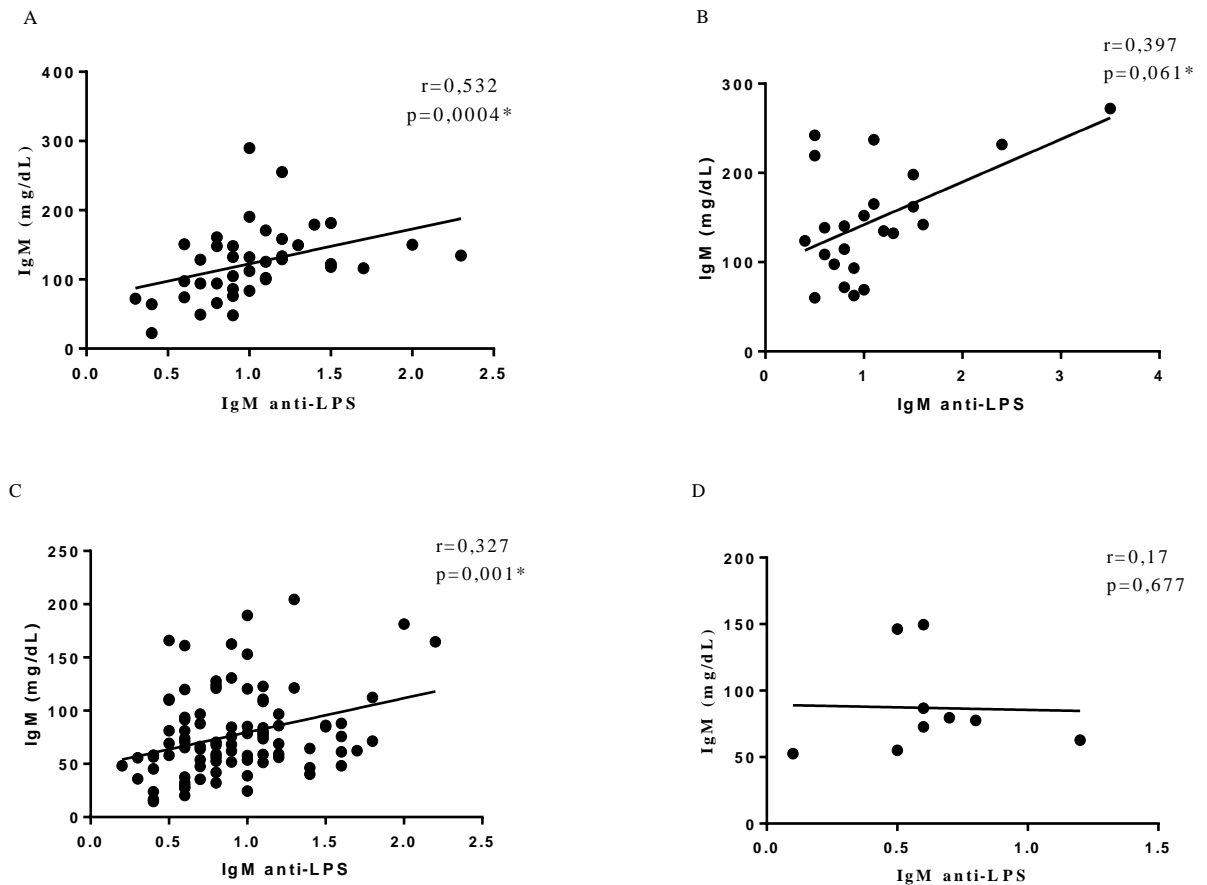 A
r=0,532
p=0,0004*
400
300
200
100
0
IgM (mg/dL)
0.0 0.5 1.0 1.5 2.0 2.5
IgM anti-LPS
B
r=0,397
p=0,061*
300
200
100
0
IgM (mg/dL)
0 1 2 3 4
IgM anti-LPS
C
r=0,327
p=0,001*
250
200
150
100
50
0
IgM (mg/dL)
0.0 0.5 1.0 1.5 2.0 2.5
IgM anti-LPS
D
r=0,17
p=0,677
200
150
100
50
0
IgM (mg/dL)
0.0 0.5 1.0 1.5
IgM anti-LPS